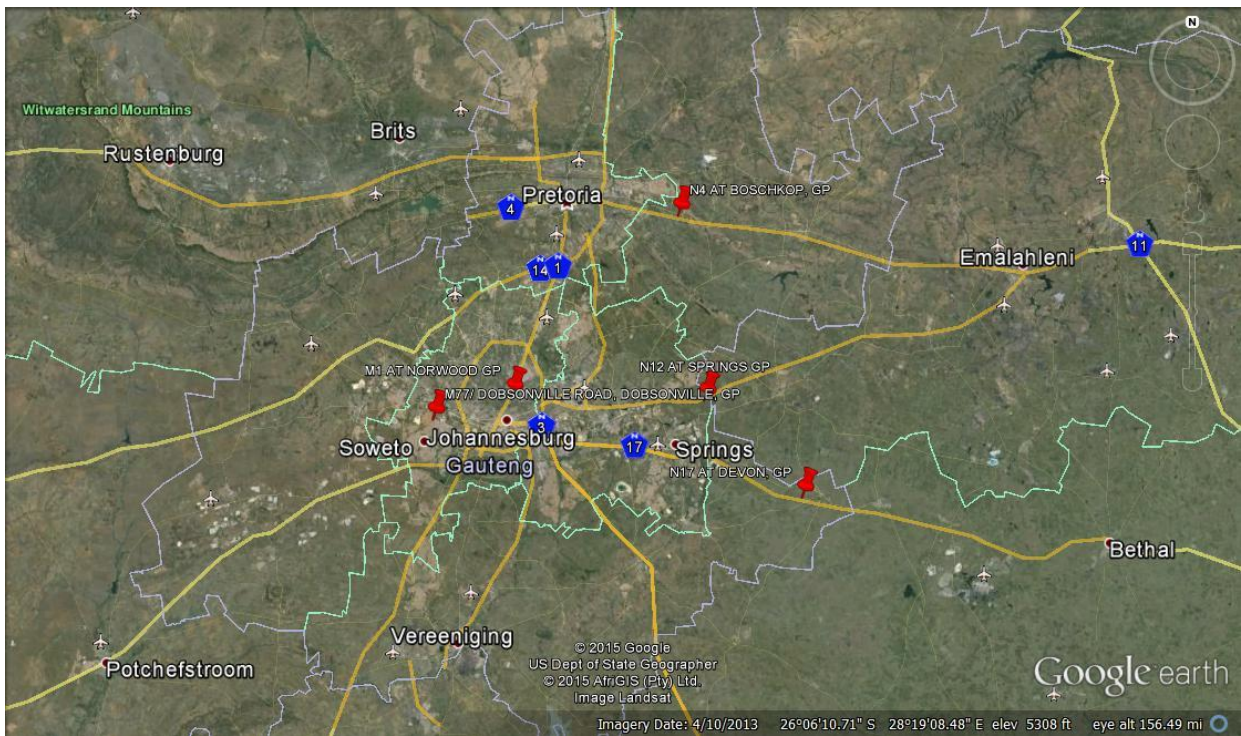 N
Witwatersrand Mountains
Brits
Rustenburg
Pretoria
N4 AT BOSCHKOP, GP
N
4
N
11
Emalahleni
N
14
N
1
M1 AT NORWOOD GP
N12 AT SPRINGS GP
M77/ DOBSONVILLE ROAD, DOBSONVILLE, GP
N
3
Johannesburg
Soweto
N
17
Springs
Gauteng
N17 AT DEVON, GP
Bethal
Vereeniging
Potchefstroom
© 2015 Google
US Dept of State Geographer
© 2015 AfriGIS (Pty) Ltd.
Image Landsat
Google earth
Imagery Date: 4/10/2013 26°06'10.71" S 28°19'08.48" E elev 5308 ft eye alt 156.49 mi